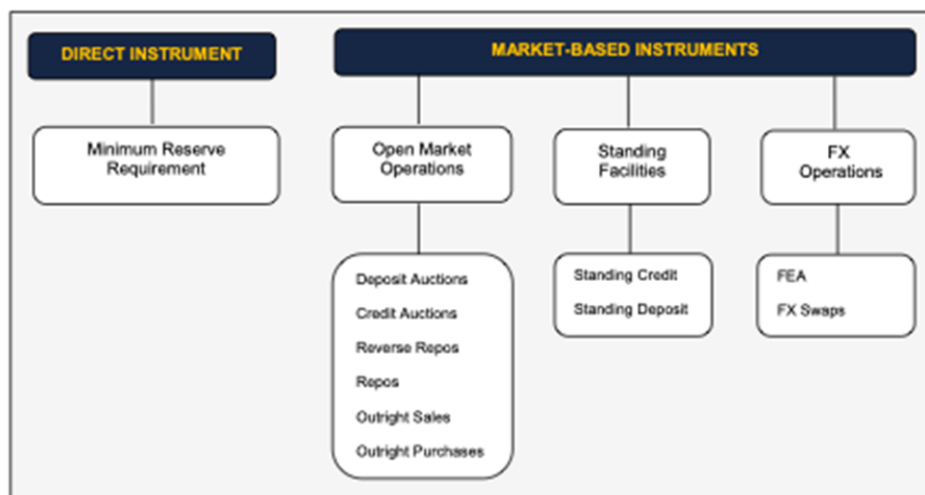 DIRECT INSTRUMENT
Minimum Reserve
Requirement
MARKET-BASED INSTRUMENTS
Open Market
Operations
Deposit Auctions
Credit Auctions
Reverse Repos
Repos
Outright Sales
Outright Purchases
Standing
Facilities
Standing Credit
Standing Deposit
FX
Operations
FEA
FX Swaps